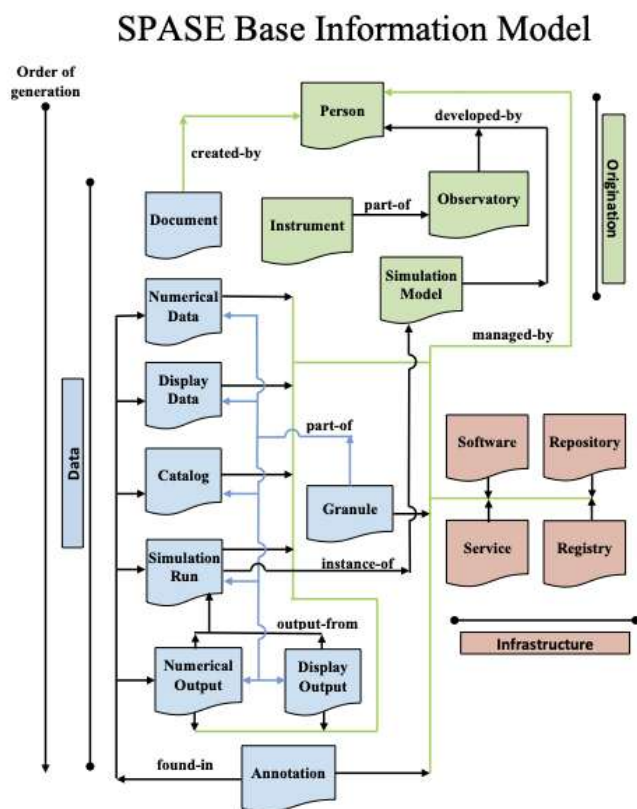 SPASE Base Information Model
Order of
generation
Person
developed-by
created-by
Origination
Document
Instrument
part-of
Observatory
Simulation
Model
Numerical
Data
managed-by
Display
Data
Data
part-of
Software
Repository
Catalog
Granule
Simulation
Run
instance-of
Service
Registry
output-from
Infrastructure
Numerical
Output
Display
Output
found-in
Annotation